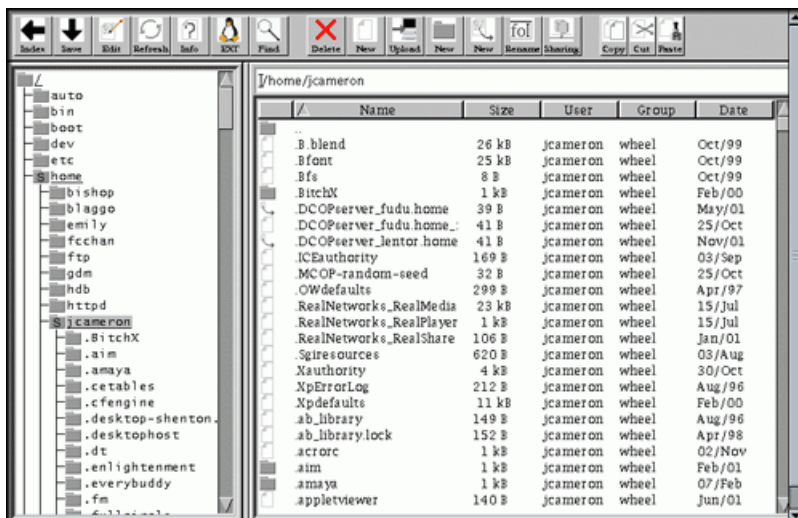 Index Save Edit Refresh Info EXT Find Delete New Upload New New Rename Sharing Copy Cut Paste
fol
/
auto
bin
boot
dev
etc
home
bishop
blaggo
emily
fcchan
ftp
gdm
hdb
httpd
jcameron
.BitchX
.aim
.amaya
.cetables
.cfengine
.desktop-shenton.
.desktophost
.dt
.enlightenment
.everybuddy
.fm
.fullcircle
/home/jcameron
Name Size User Group Date
..
.B.blend 26 kB jcameron wheel Oct/99
.Bfont 25 kB jcameron wheel Oct/99
.Bfs 8 B jcameron wheel Oct/99
.BitchX 1 kB jcameron wheel Feb/00
.DCOPserver_fudu.home 39 B jcameron wheel May/01
.DCOPserver_fudu.home_: 41 B jcameron wheel 25/Oct
.DCOPserver_lentor.home 41 B jcameron wheel Nov/01
.ICEauthority 169 B jcameron wheel 03/Sep
.MCOP-random-seed 32 B jcameron wheel 25/Oct
.OWdefaults 299 B jcameron wheel Apr/97
.RealNetworks_RealMedia 23 kB jcameron wheel 15/Jul
.RealNetworks_RealPlayer 1 kB jcameron wheel 15/Jul
.RealNetworks_RealShare 106 B jcameron wheel Jan/01
.Sgiresources 620 B jcameron wheel 03/Aug
.Xauthority 4 kB jcameron wheel 30/Oct
.XpErrorLog 212 B jcameron wheel Aug/96
.Xpdefaults 11 kB jcameron wheel Feb/00
.ab_library 149 B jcameron wheel Aug/96
.ab_library.lock 152 B jcameron wheel Apr/98
.acrorc 1 kB jcameron wheel 02/Nov
.aim 1 kB jcameron wheel Feb/01
.amaya 1 kB jcameron wheel 07/Feb
.appletviewer 140 B jcameron wheel Jun/01